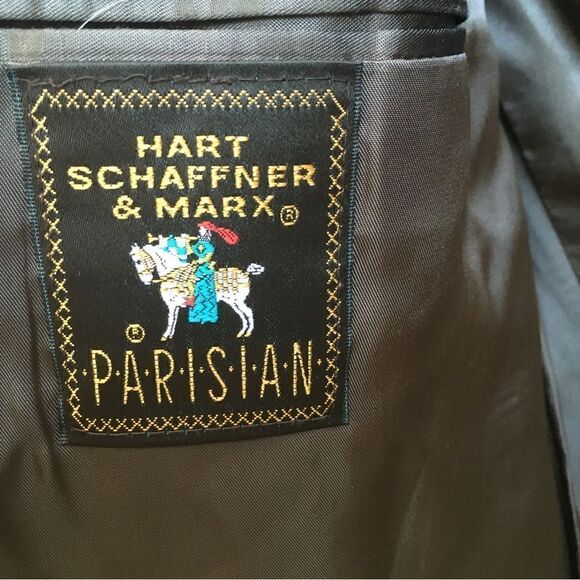 HART
SCHAFFNER
& MARX®
®
P·A·R·I·S·I·A·N·